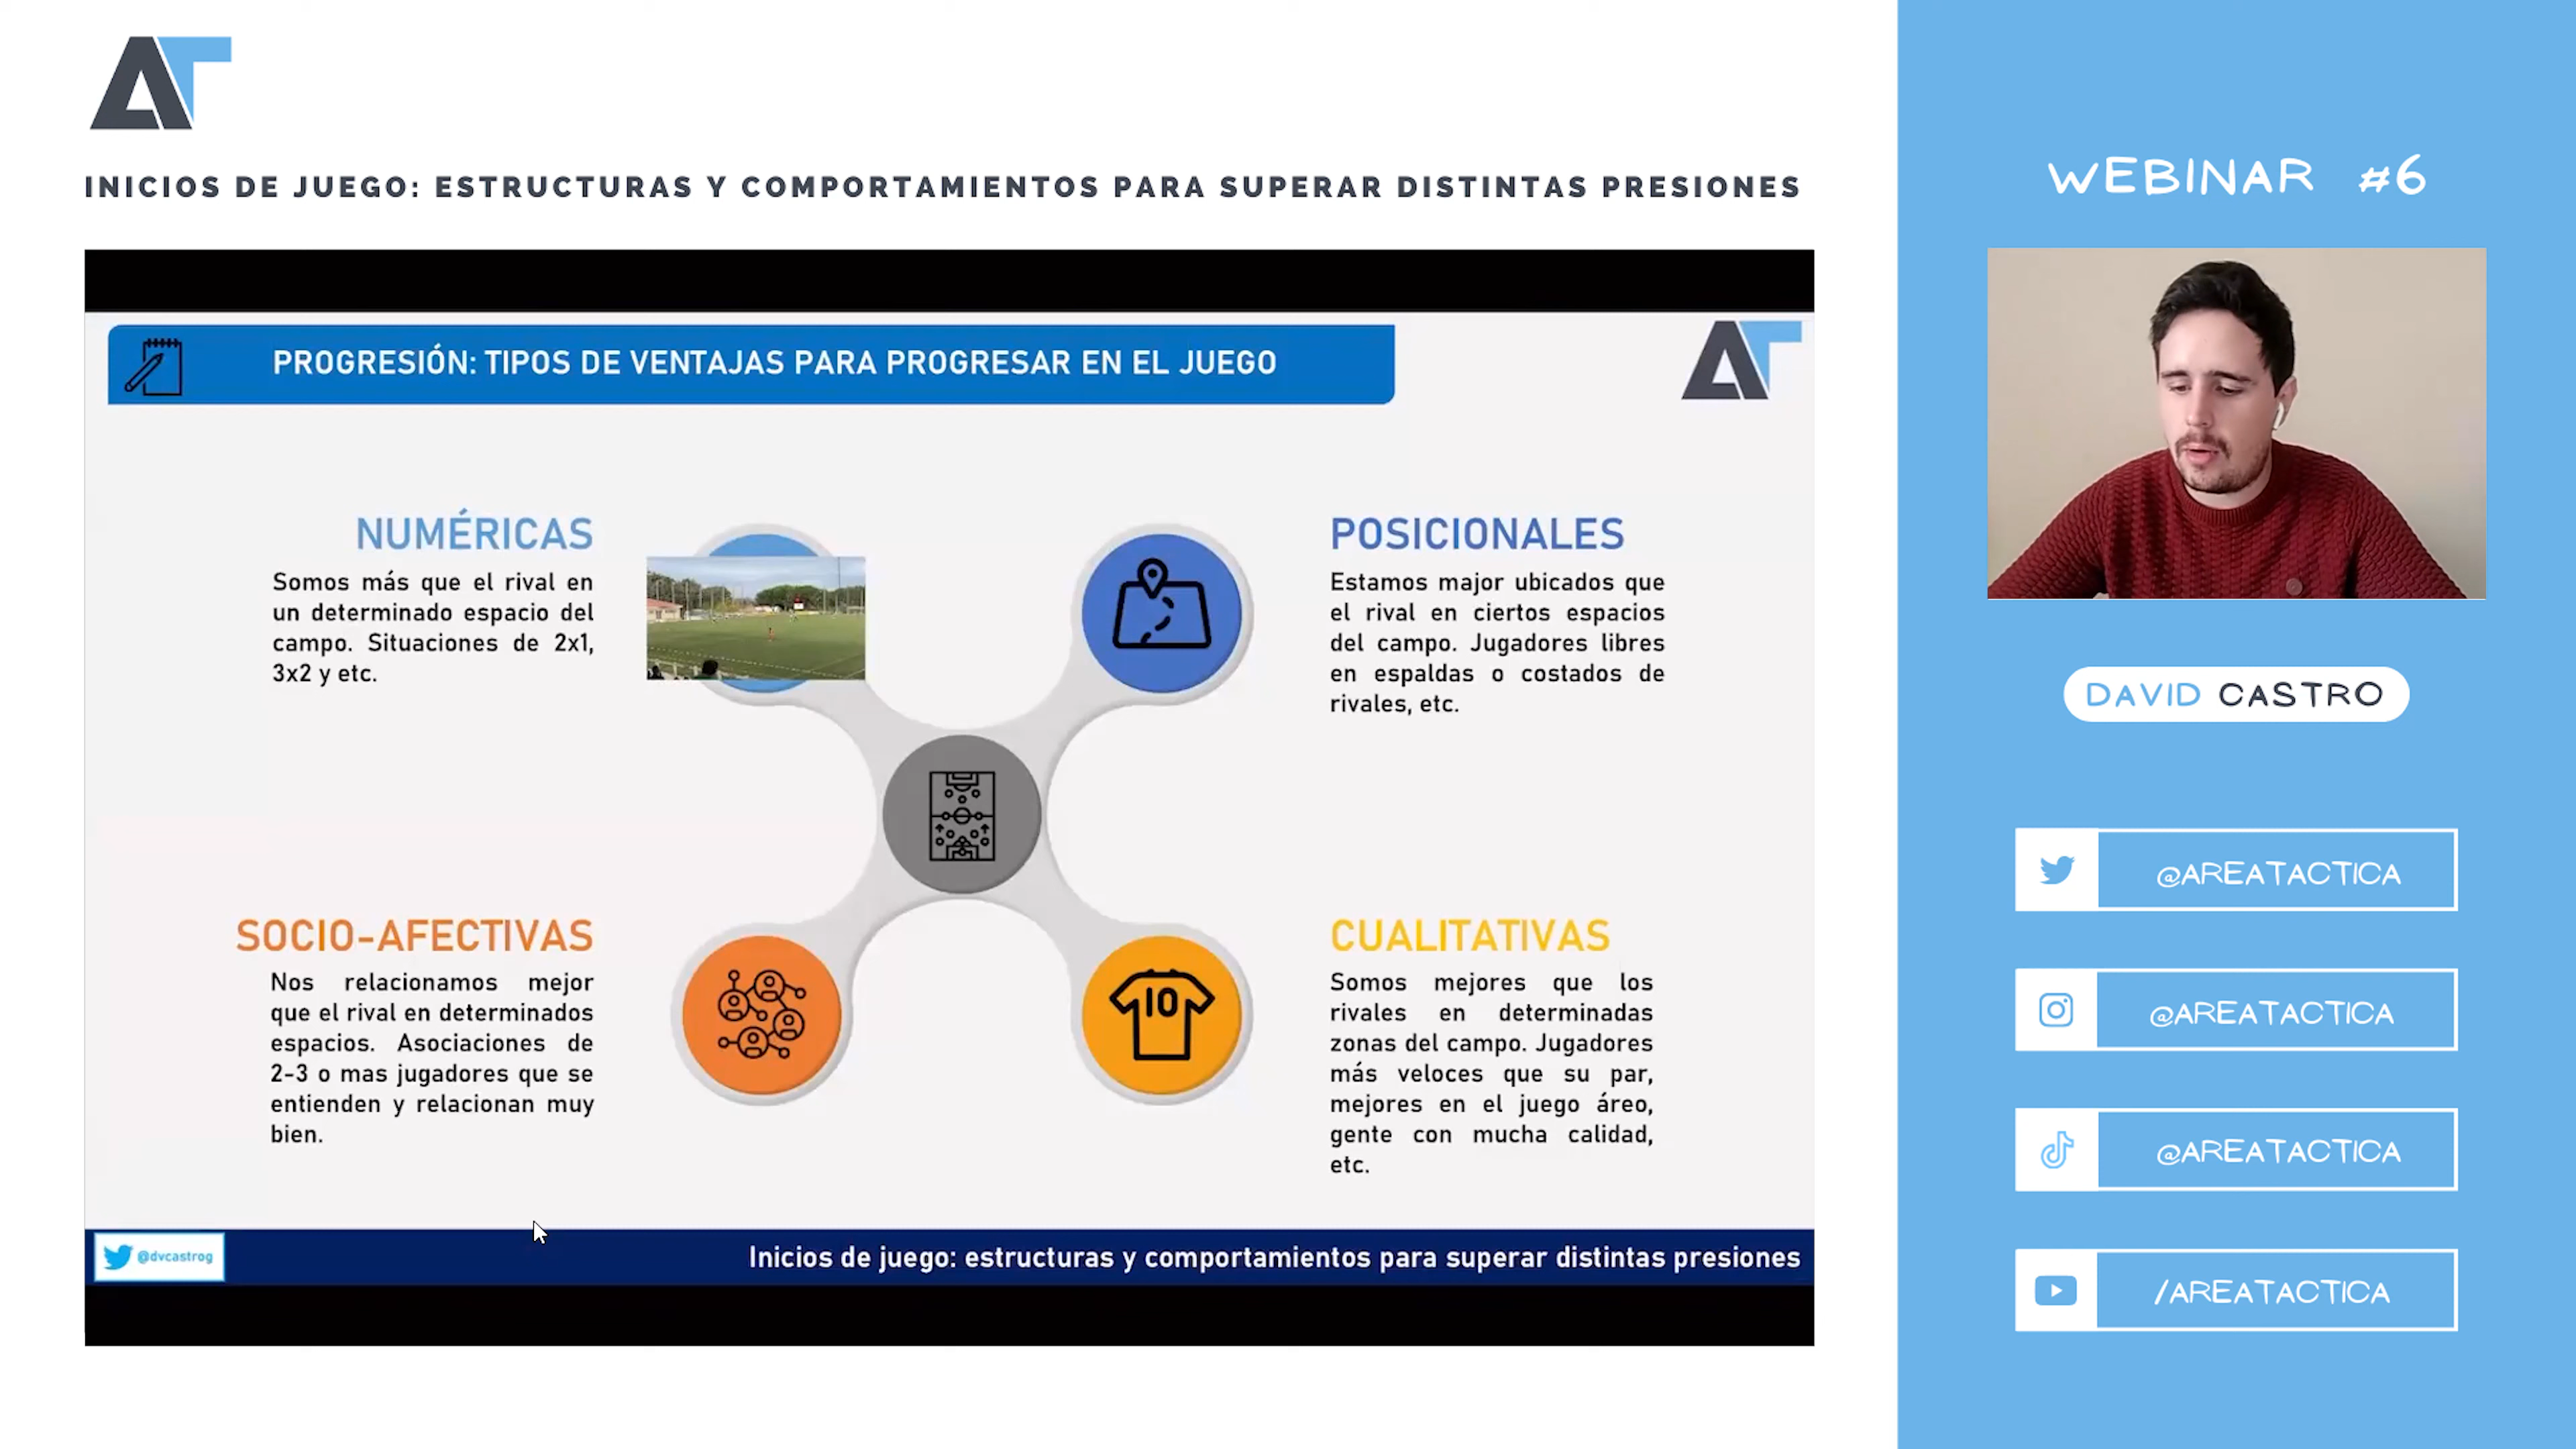 AT
INICIOS DE JUEGO: ESTRUCTURAS Y COMPORTAMIENTOS PARA SUPERAR DISTINTAS PRESIONES
PROGRESIÓN: TIPOS DE VENTAJAS PARA PROGRESAR EN EL JUEGO
AT
NUMÉRICAS
Somos más que el rival en
un determinado espacio del
campo. Situaciones de 2x1,
3x2 y etc.
POSICIONALES
Estamos major ubicados que
el rival en ciertos espacios
del campo. Jugadores libres
en espaldas o costados de
rivales, etc.
SOCIO-AFECTIVAS
Nos relacionamos mejor
que el rival en determinados
espacios. Asociaciones de
2-3 o mas jugadores que se
entienden y relacionan muy
bien.
10
CUALITATIVAS
Somos mejores que los
rivales en determinadas
zonas del campo. Jugadores
más veloces que su par,
mejores en el juego áreo,
gente con mucha calidad,
etc.
@dvcastrog
Inicios de juego: estructuras y comportamientos para superar distintas presiones
WEBINAR #6
DAVID CASTRO
@AREATACTICA
@AREATACTICA
@AREATACTICA
/AREATACTICA